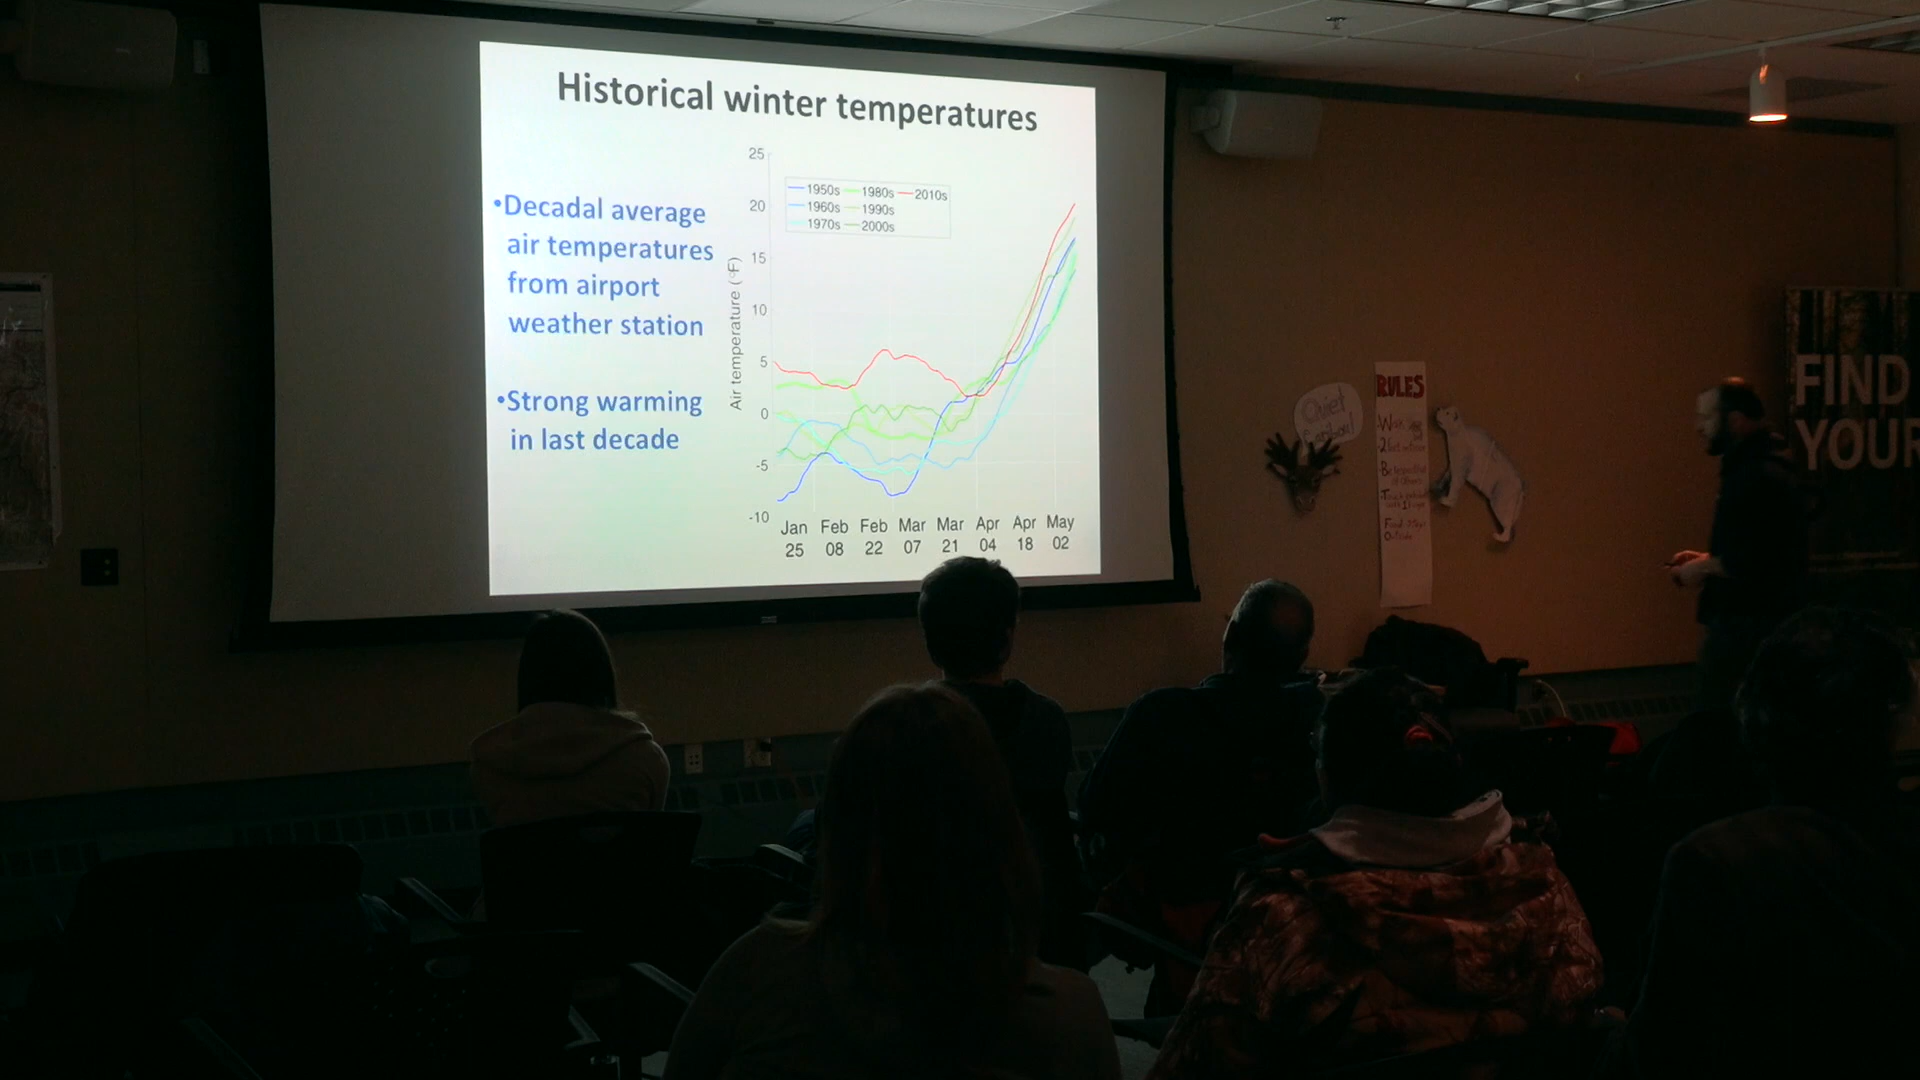 Historical winter temperatures
•Decadal average
air temperatures
from airport
weather station
•Strong warming
in last decade
Air temperature (°F)
25
20
15
10
5
0
-5
-10
1950s 1980s 2010s
1960s 1990s
1970s 2000s
Jan Feb Feb Mar Mar Apr Apr May
25 08 22 07 21 04 18 02
Quiet
RULES
Walk
FIND
YOUR